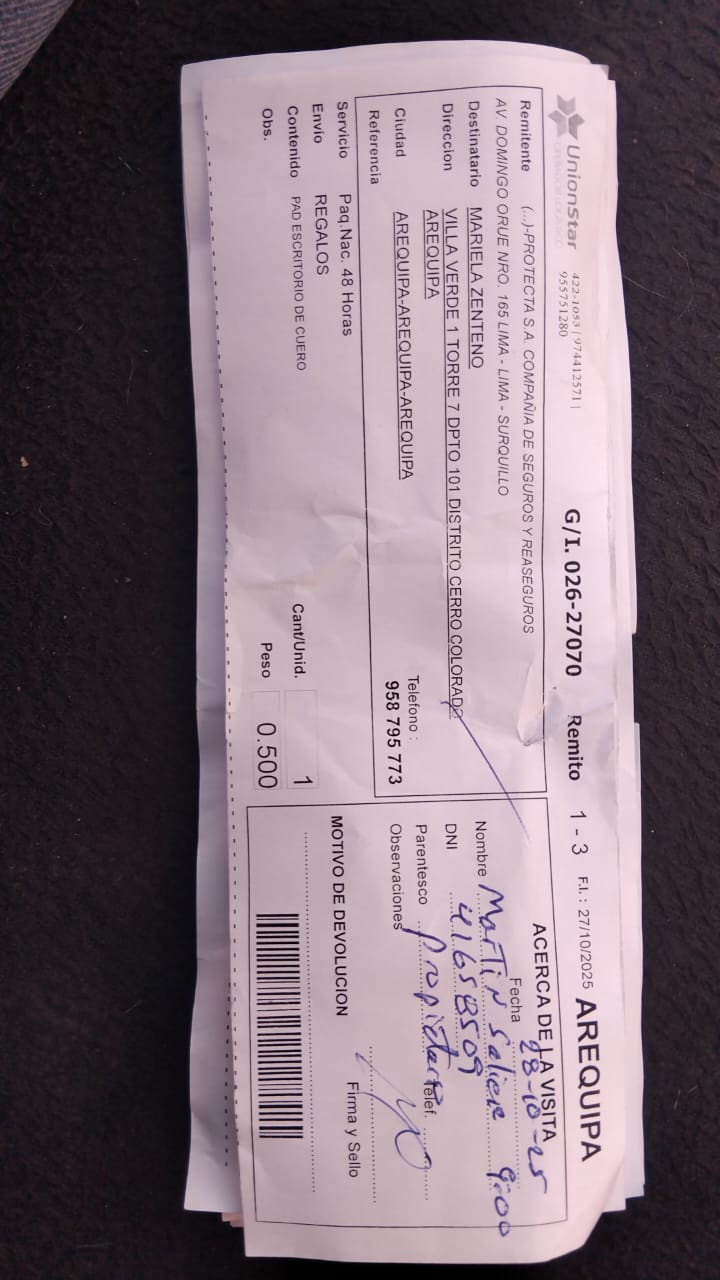 UnionStar
422-1053 | 974412571 |
955751280
G/I. 026-27070 Remito 1 - 3 F.I.: 27/10/2025 AREQUIPA
Remitente (...)-PROTECTA S.A. COMPAÑIA DE SEGUROS Y REASEGUROS
AV. DOMINGO ORUE NRO. 165 LIMA - LIMA - SURQUILLO
Destinatario MARIELA ZENTENO
Direccion VILLA VERDE 1 TORRE 7 DPTO 101 DISTRITO CERRO COLORADO
AREQUIPA
Ciudad AREQUIPA-AREQUIPA-AREQUIPA
Telefono :
958 795 773
Referencia
Servicio Paq.Nac. 48 Horas
Envio REGALOS
Contenido PAD ESCRITORIO DE CUERO
Cant/Unid. 1
Obs.
Peso 0.500
ACERCA DE LA VISITA
Fecha 28-10-25
Nombre Martin 9:00
DNI 41658509
Parentesco Telef.
Observaciones
MOTIVO DE DEVOLUCION
Firma y Sello